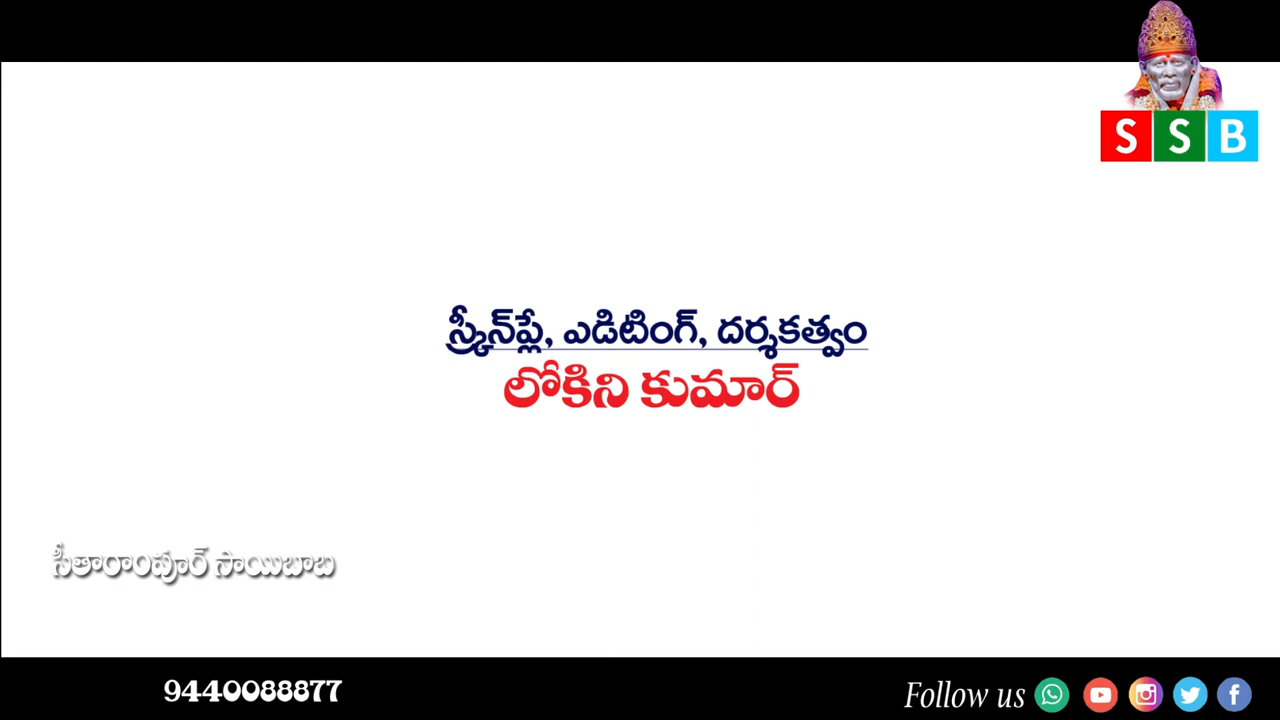 S S B
స్క్రీన్‌ప్లే, ఎడిటింగ్, దర్శకత్వం
లోకిని కుమార్
సీతారాంపూర్ సాయిబాబ
9440088877
Follow us